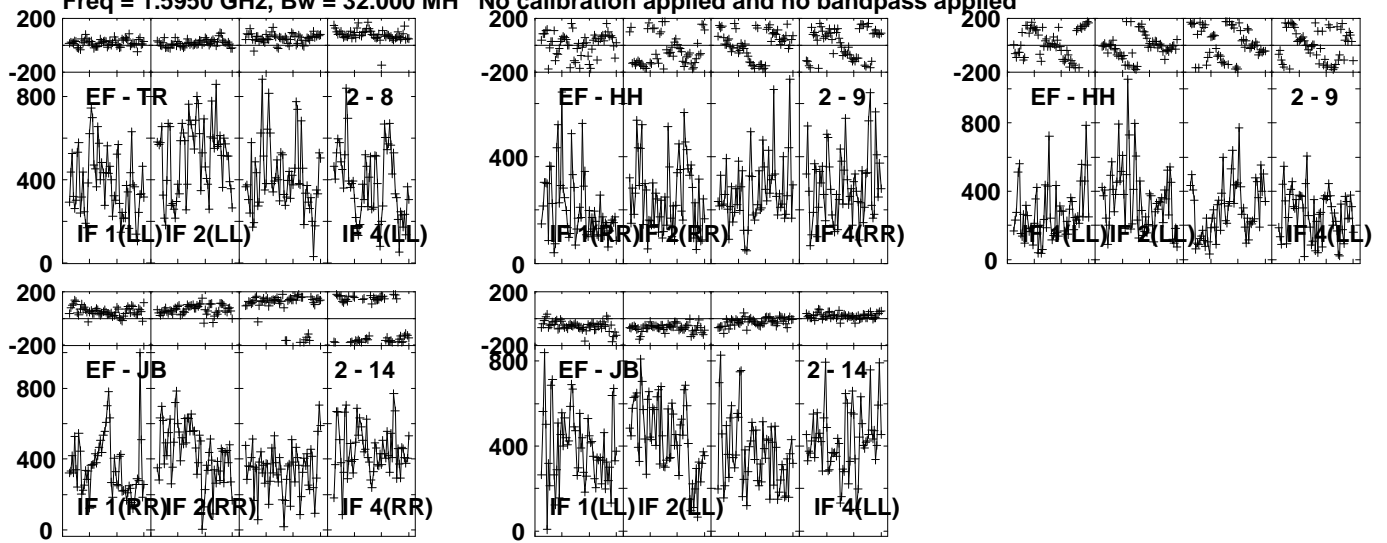 Freq = 1.5950 GHz, Bw = 32.000 MH No calibration applied and no bandpass applied
200 200 200
-200 -200 -200
800 EF - TR 2 - 8 EF - HH 2 - 9 EF - HH 2 - 9
800
400 400 400
IF 1(LL) IF 2(LL) IF 4(LL) IF 1(RR) IF 2(RR) IF 4(RR) IF 1(LL) IF 2(LL) IF 4(LL)
0 0 0
200 200
-200 -200
EF - JB 2 - 14 800 EF - JB 2 - 14
800
400 400
IF 1(RR) IF 2(RR) IF 4(RR) IF 1(LL) IF 2(LL) IF 4(LL)
0 0